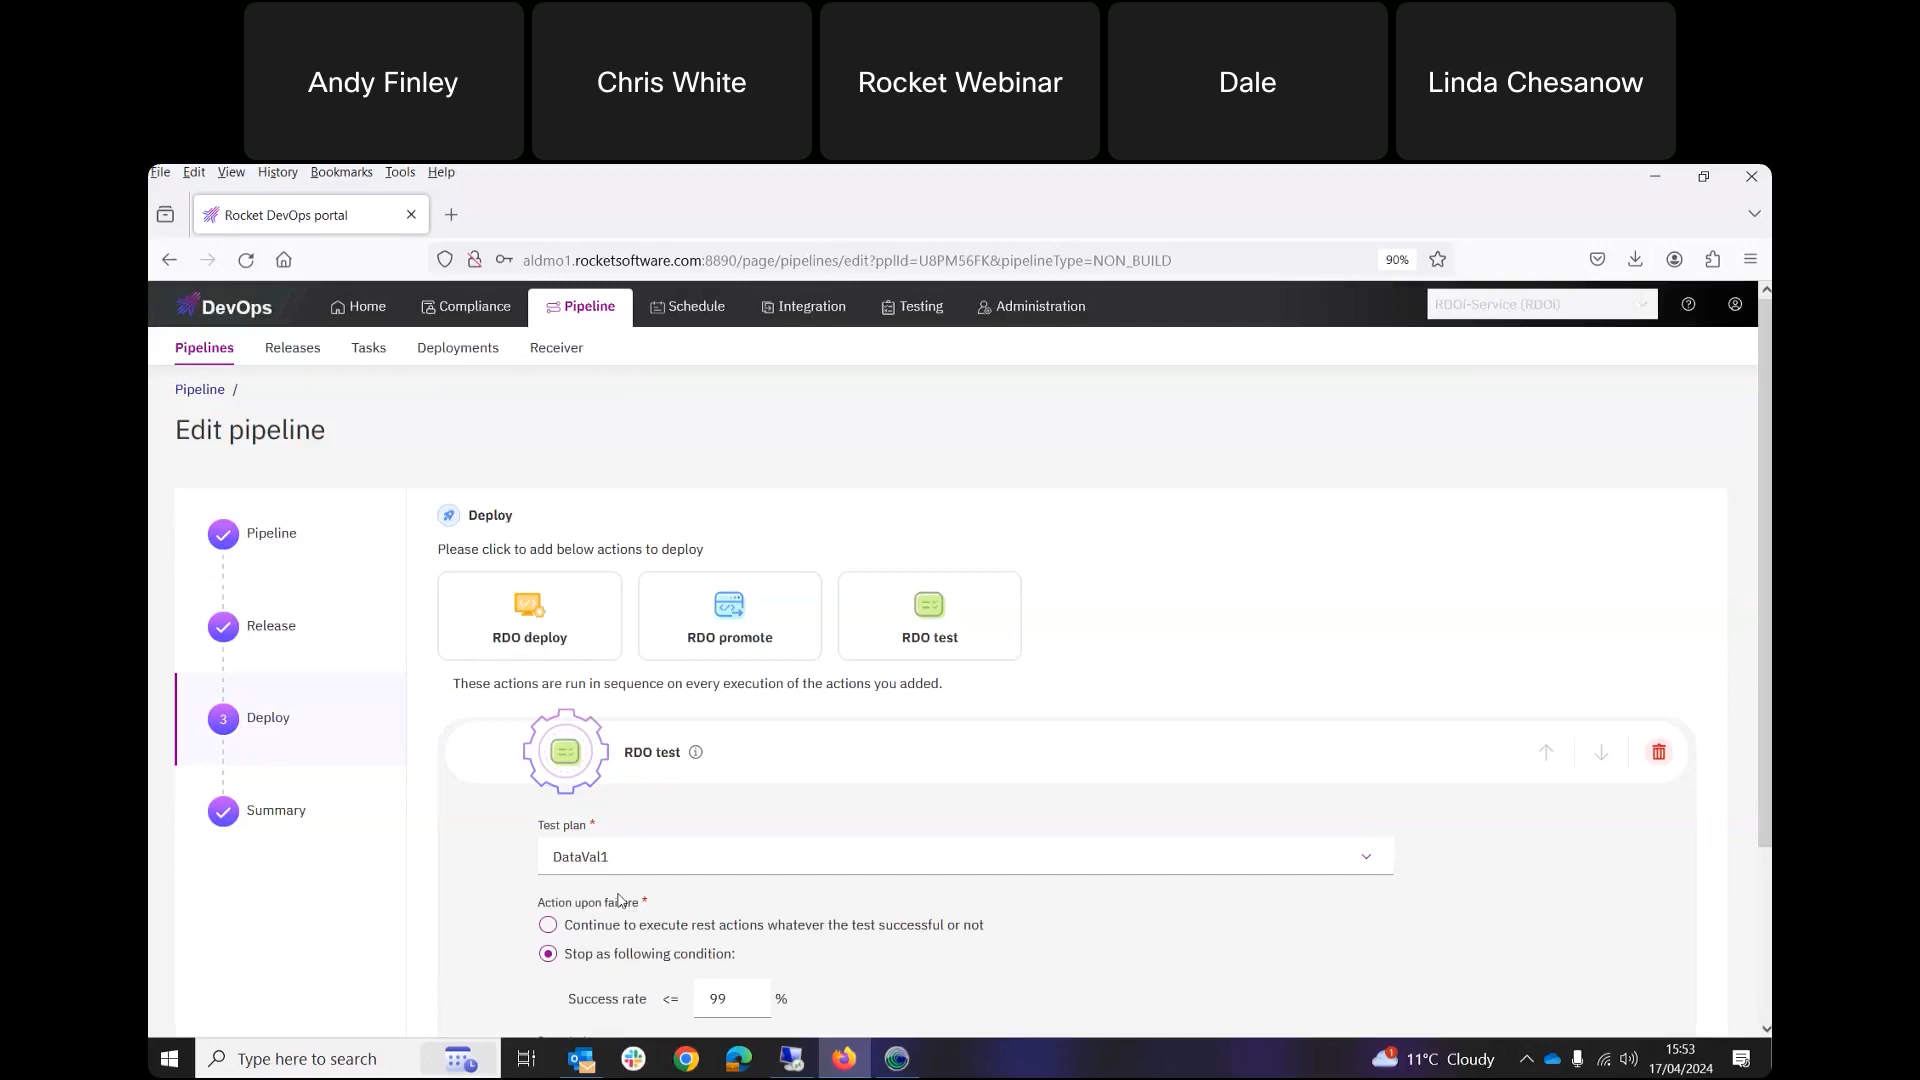 Andy Finley
Chris White
Rocket Webinar
Dale
Linda Chesanow
File Edit View History Bookmarks Tools Help
Rocket DevOps portal
aldmo1.rocketsoftware.com:8890/page/pipelines/edit?pplId=U8PM56FK&pipelineType=NON_BUILD
90%
DevOps
Home
Compliance
Pipeline
Schedule
Integration
Testing
Administration
RDOi-Service (RDOi)
Pipelines
Releases
Tasks
Deployments
Receiver
Pipeline /
Edit pipeline
Pipeline
Release
3
Deploy
Summary
Deploy
Please click to add below actions to deploy
RDO deploy
RDO promote
RDO test
These actions are run in sequence on every execution of the actions you added.
RDO test
Test plan *
DataVal1
Action upon failure *
Continue to execute rest actions whatever the test successful or not
Stop as following condition:
Success rate <= 99 %
Type here to search
1
11°C Cloudy
15:53
17/04/2024